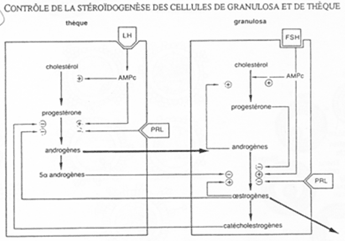 CONTRÔLE DE LA STÉROÏDOGENÈSE DES CELLULES DE GRANULOSA ET DE THÈQUE
thèque
granulosa
LH
FSH
cholestérol
AMPc
cholestérol
AMPc
progestérone
progestérone
PRL
androgènes
androgènes
5α androgènes
PRL
œstrogènes
catécholestrogènes